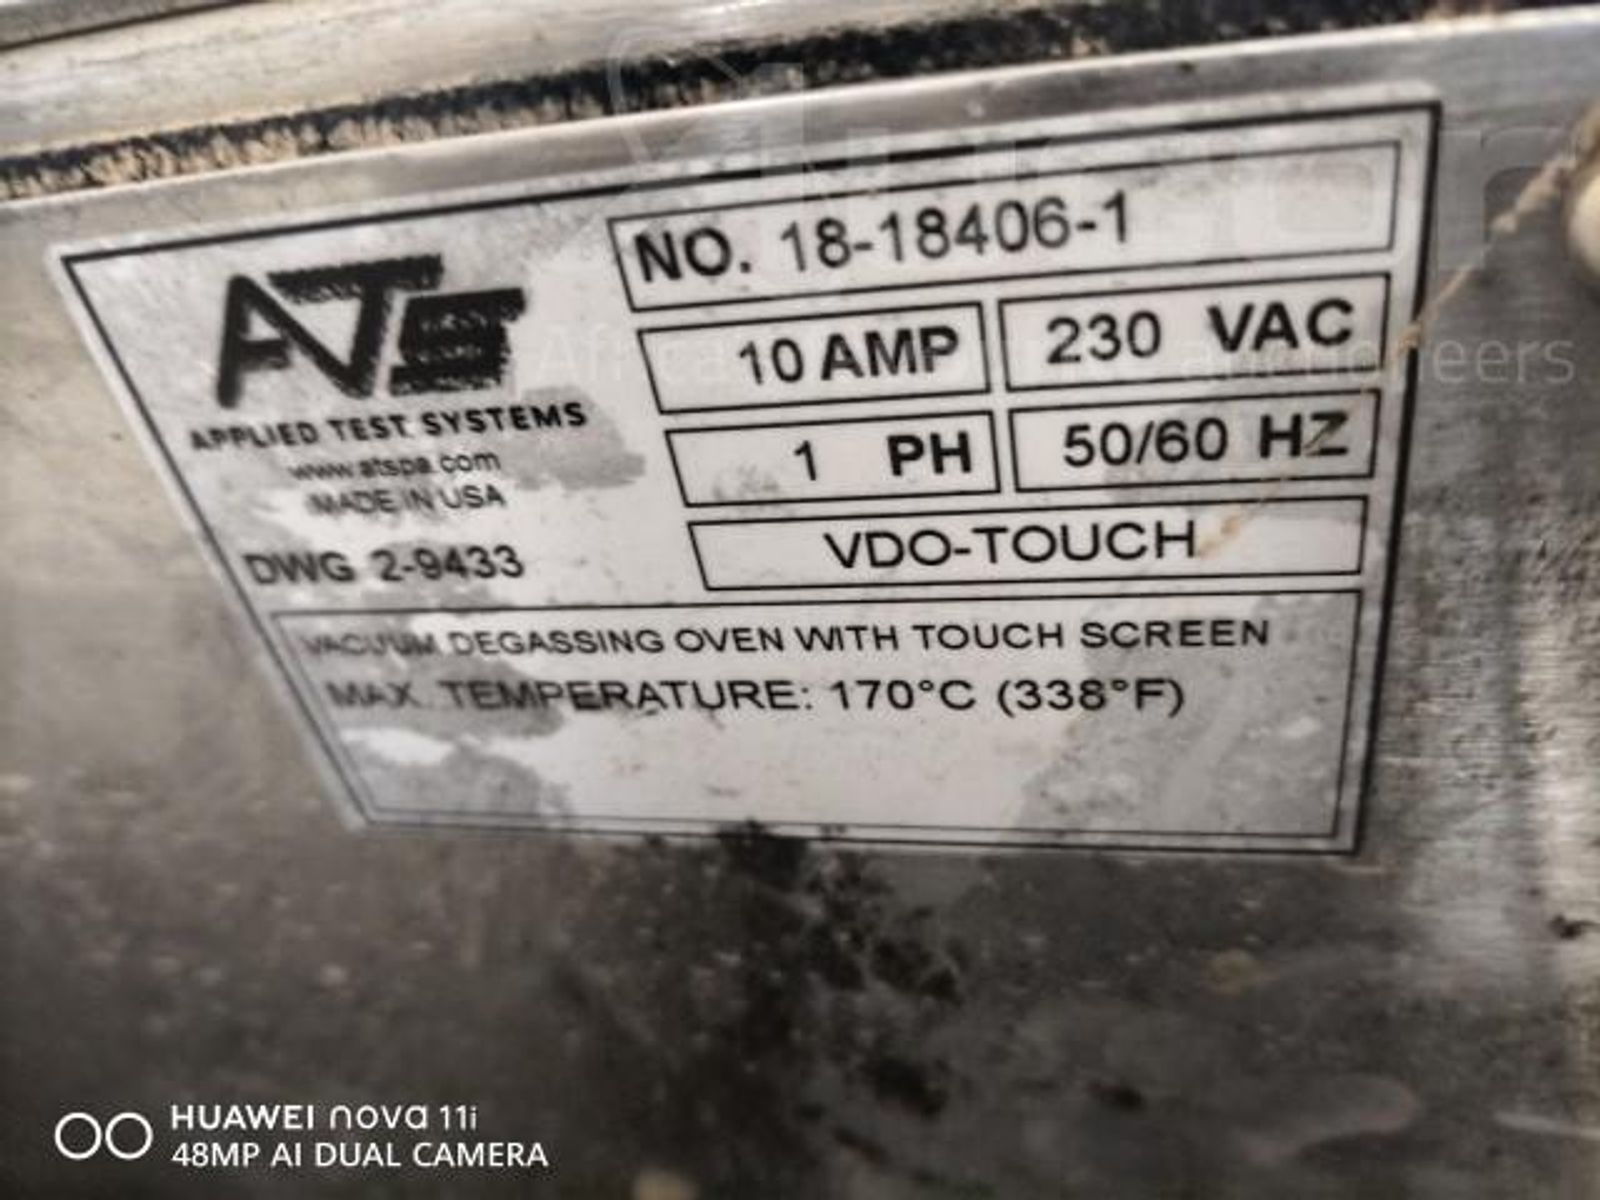 NO. 18-18406-1
ATS
10 AMP
230 VAC
APPLIED TEST SYSTEMS
www.atspa.com
MADE IN USA
1 PH
50/60 HZ
DWG 2-9433
VDO-TOUCH
VACUUM DEGASSING OVEN WITH TOUCH SCREEN
MAX. TEMPERATURE: 170°C (338°F)
HUAWEI nova 11i
48MP AI DUAL CAMERA